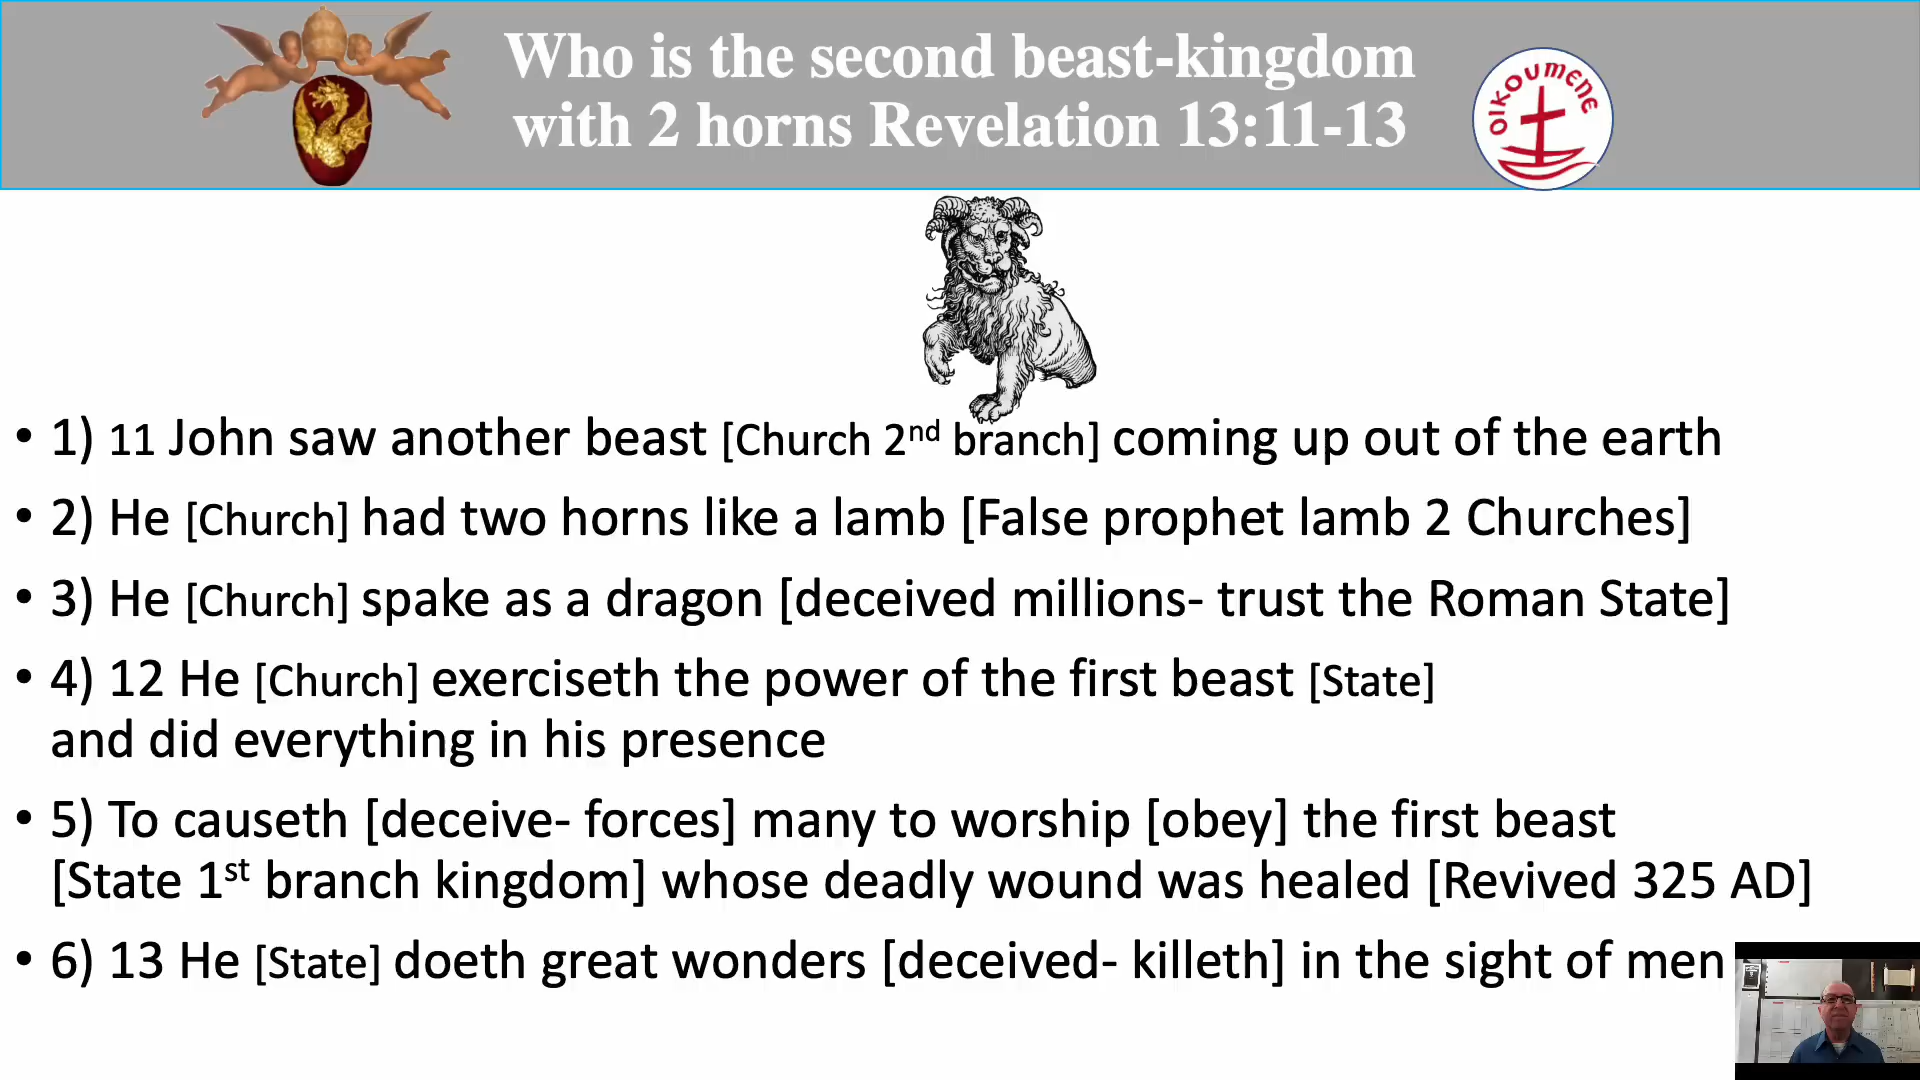 Who is the second beast-kingdom
with 2 horns Revelation 13:11-13
OIKOUMENE
• 1) 11 John saw another beast [Church 2nd branch] coming up out of the earth
• 2) He [Church] had two horns like a lamb [False prophet lamb 2 Churches]
• 3) He [Church] spake as a dragon [deceived millions- trust the Roman State]
• 4) 12 He [Church] exerciseth the power of the first beast [State]
and did everything in his presence
• 5) To causeth [deceive- forces] many to worship [obey] the first beast
[State 1st branch kingdom] whose deadly wound was healed [Revived 325 AD]
• 6) 13 He [State] doeth great wonders [deceived- killeth] in the sight of men